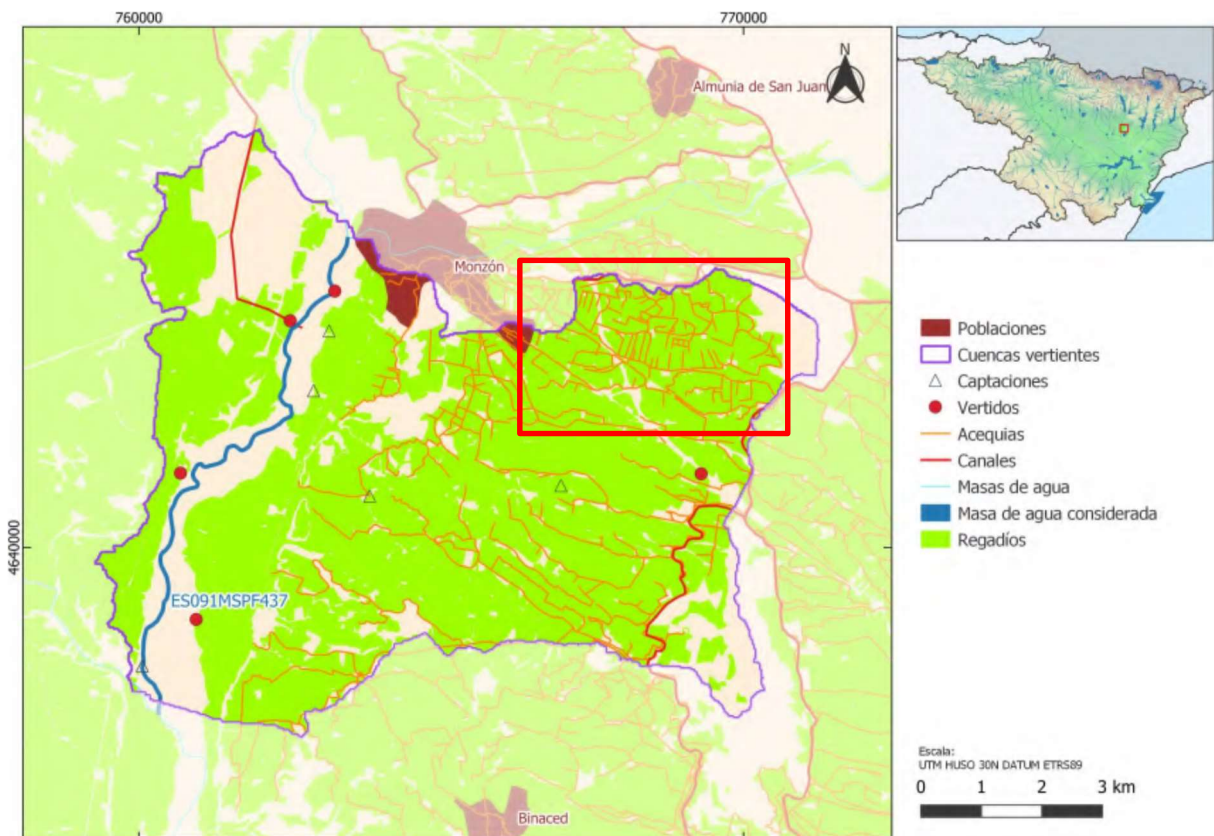 760000
770000
N
Almunia de San Juan
Monzón
4640000
ES091MSPF437
Binaced
Poblaciones
Cuencas vertientes
Captaciones
Vertidos
Acequias
Canales
Masas de agua
Masa de agua considerada
Regadíos
Escala:
UTM HUSO 30N DATUM ETRS89
0 1 2 3 km